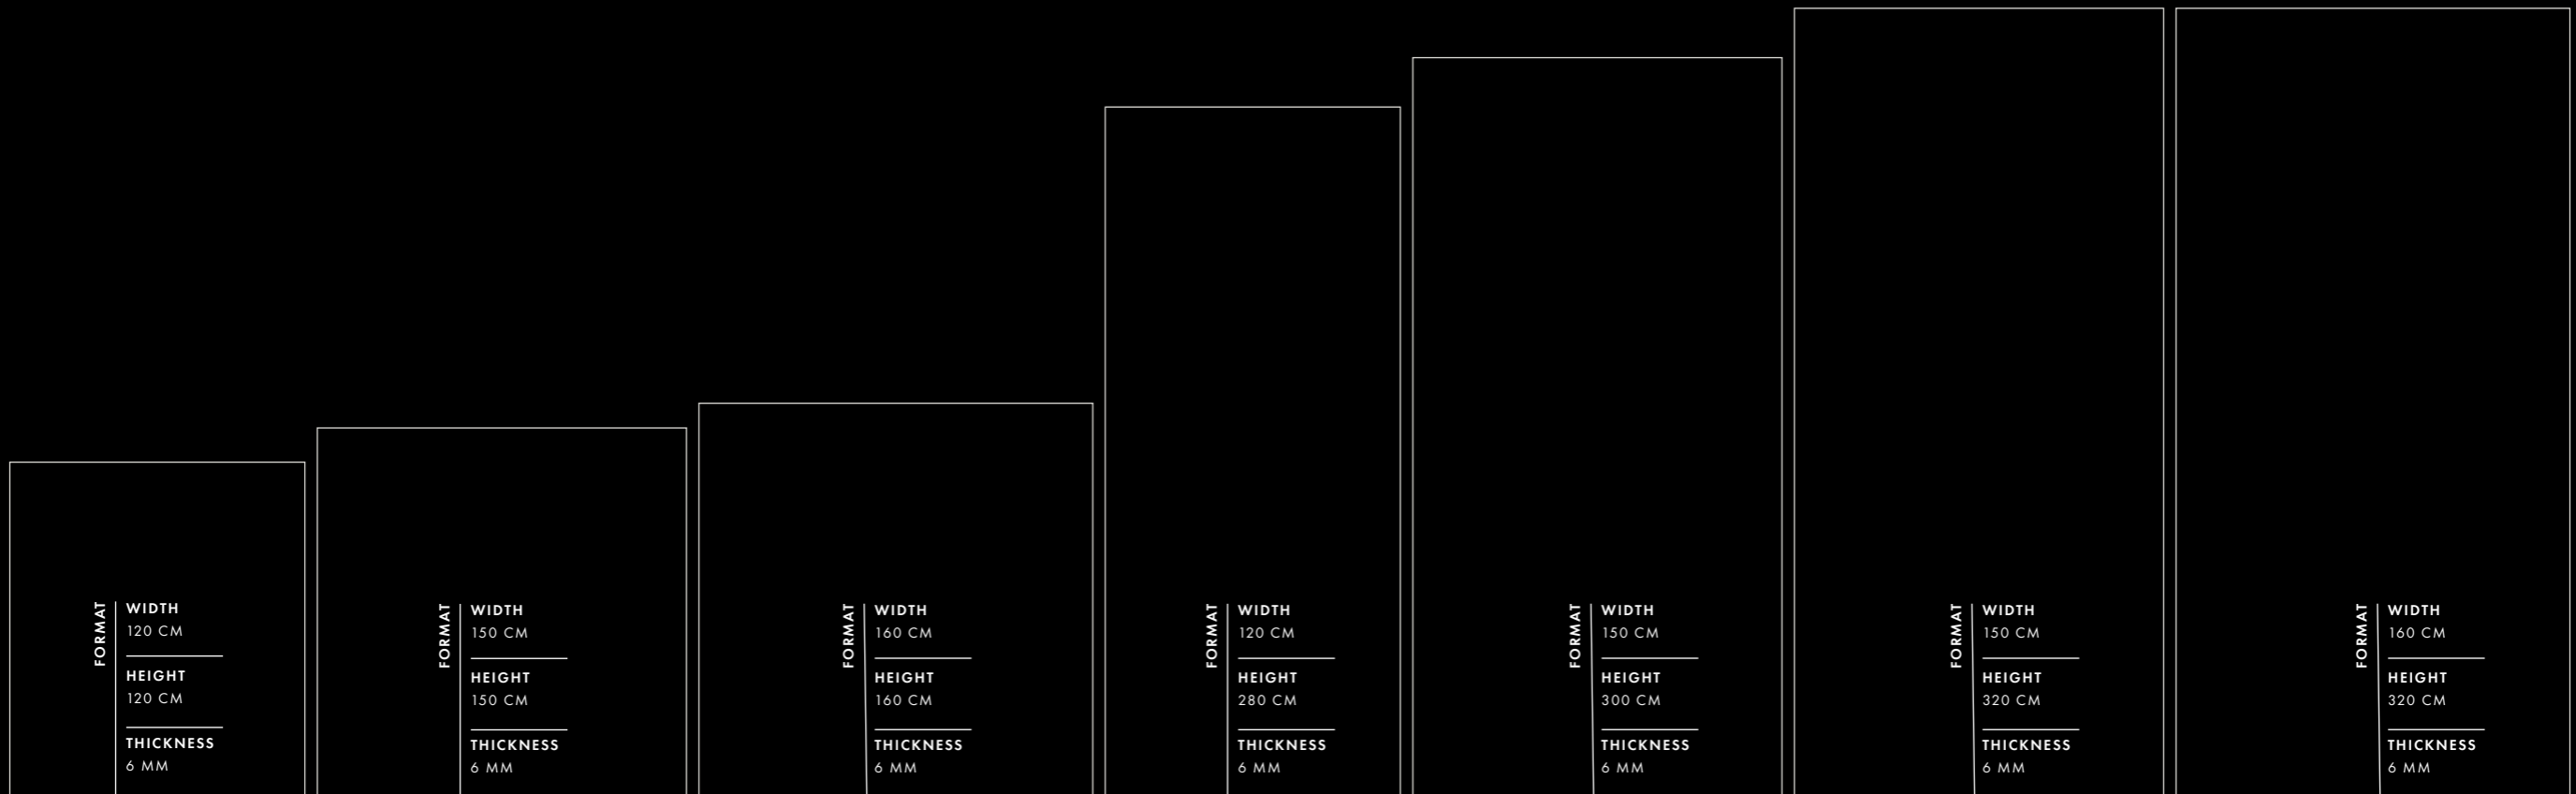 FORMAT
WIDTH
120 CM
HEIGHT
120 CM
THICKNESS
6 MM
FORMAT
WIDTH
150 CM
HEIGHT
150 CM
THICKNESS
6 MM
FORMAT
WIDTH
160 CM
HEIGHT
160 CM
THICKNESS
6 MM
FORMAT
WIDTH
120 CM
HEIGHT
280 CM
THICKNESS
6 MM
FORMAT
WIDTH
150 CM
HEIGHT
300 CM
THICKNESS
6 MM
FORMAT
WIDTH
150 CM
HEIGHT
320 CM
THICKNESS
6 MM
FORMAT
WIDTH
160 CM
HEIGHT
320 CM
THICKNESS
6 MM